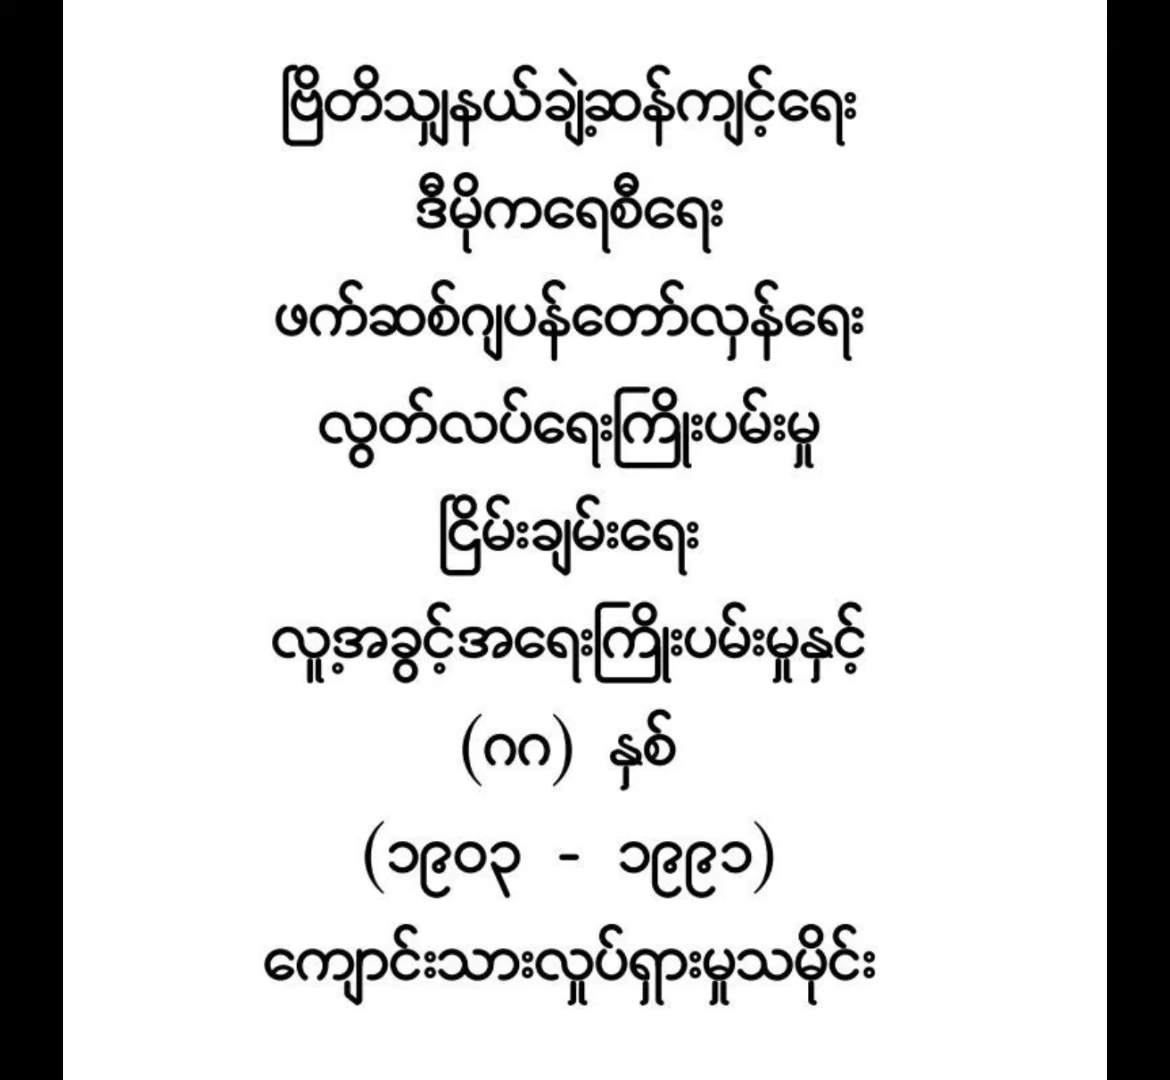 ဗြိတိသျှနယ်ချဲ့ဆန့်ကျင့်ရေး
ဒီမိုကရေစီရေး
ဖက်ဆစ်ဂျပန်တော်လှန်ရေး
လွတ်လပ်ရေးကြိုးပမ်းမှု
ငြိမ်းချမ်းရေး
လူ့အခွင့်အရေးကြိုးပမ်းမှုနှင့်
(ဂဂ) နှစ်
(၁၉၀၃ - ၁၉၉၁)
ကျောင်းသားလှုပ်ရှားမှုသမိုင်း